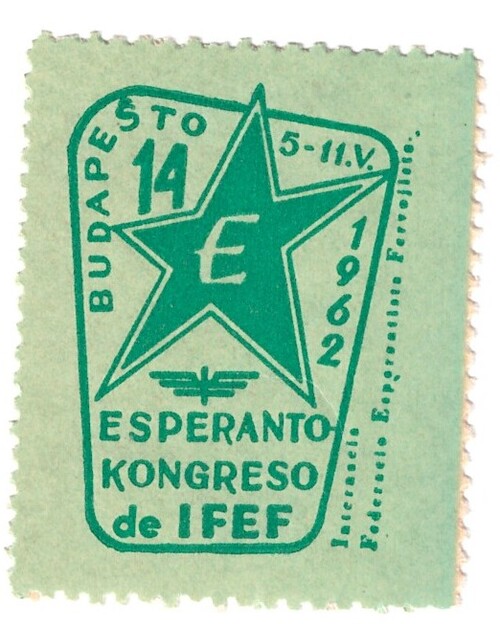 BUDAPEŜTO
14
5-11.V.
1962
E
ESPERANTO-
KONGRESO
de IFEF
Internacia
Federacio Esperantista Fervojista.